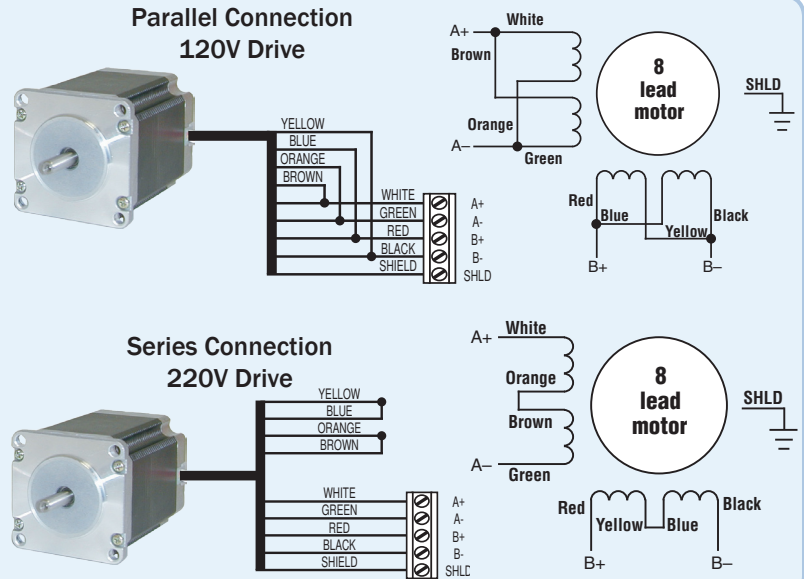 Parallel Connection
120V Drive
YELLOW
BLUE
ORANGE
BROWN
WHITE
GREEN
RED
BLACK
SHIELD
A+
A-
B+
B-
SHLD
A+
White
Brown
Orange
A–
Green
8
lead
motor
SHLD
Red
Blue
Yellow
Black
B+
B–
Series Connection
220V Drive
YELLOW
BLUE
ORANGE
BROWN
WHITE
GREEN
RED
BLACK
SHIELD
A+
A-
B+
B-
SHLD
A+
White
Orange
Brown
A–
Green
8
lead
motor
SHLD
Red
Yellow
Blue
Black
B+
B–